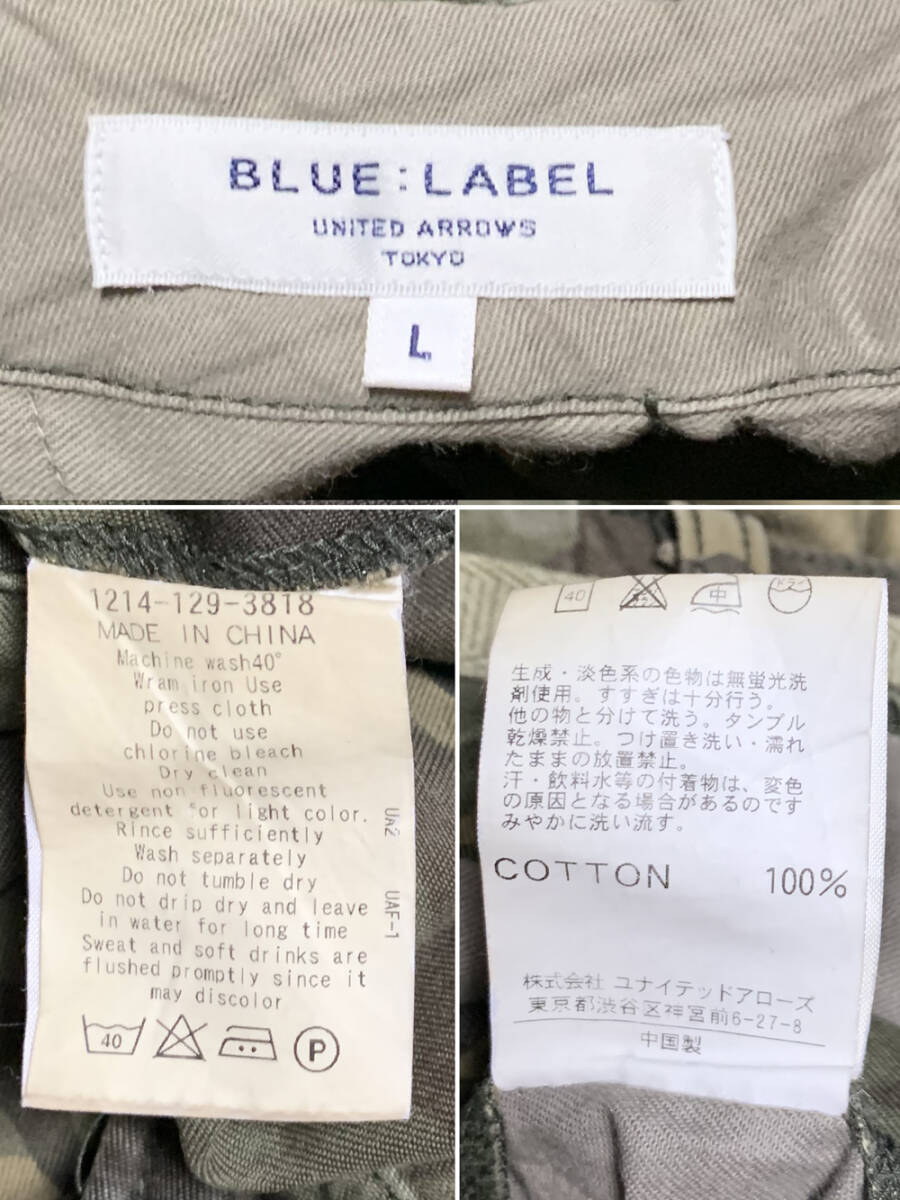 BLUE : LABEL
UNITED ARROWS
TOKYO
L
1214-129-3818
MADE IN CHINA
Machine wash40°
Wram iron Use
press cloth
Do not use
chlorine bleach
Dry clean
Use non fluorescent
detergent for light color.
Rince sufficiently
Wash separately
Do not tumble dry
Do not drip dry and leave
in water for long time
Sweat and soft drinks are
flushed promptly since it
may discolor
UA2
UAF-1
40
P
40
中
ドライ
生成・淡色系の色物は無蛍光洗
剤使用。すすぎは十分行う。
他の物と分けて洗う。タンブル
乾燥禁止。つけ置き洗い・濡れ
たままの放置禁止。
汗・飲料水等の付着物は、変色
の原因となる場合があるのです
みやかに洗い流す。
COTTON 100%
株式会社 ユナイテッドアローズ
東京都渋谷区神宮前6-27-8
中国製